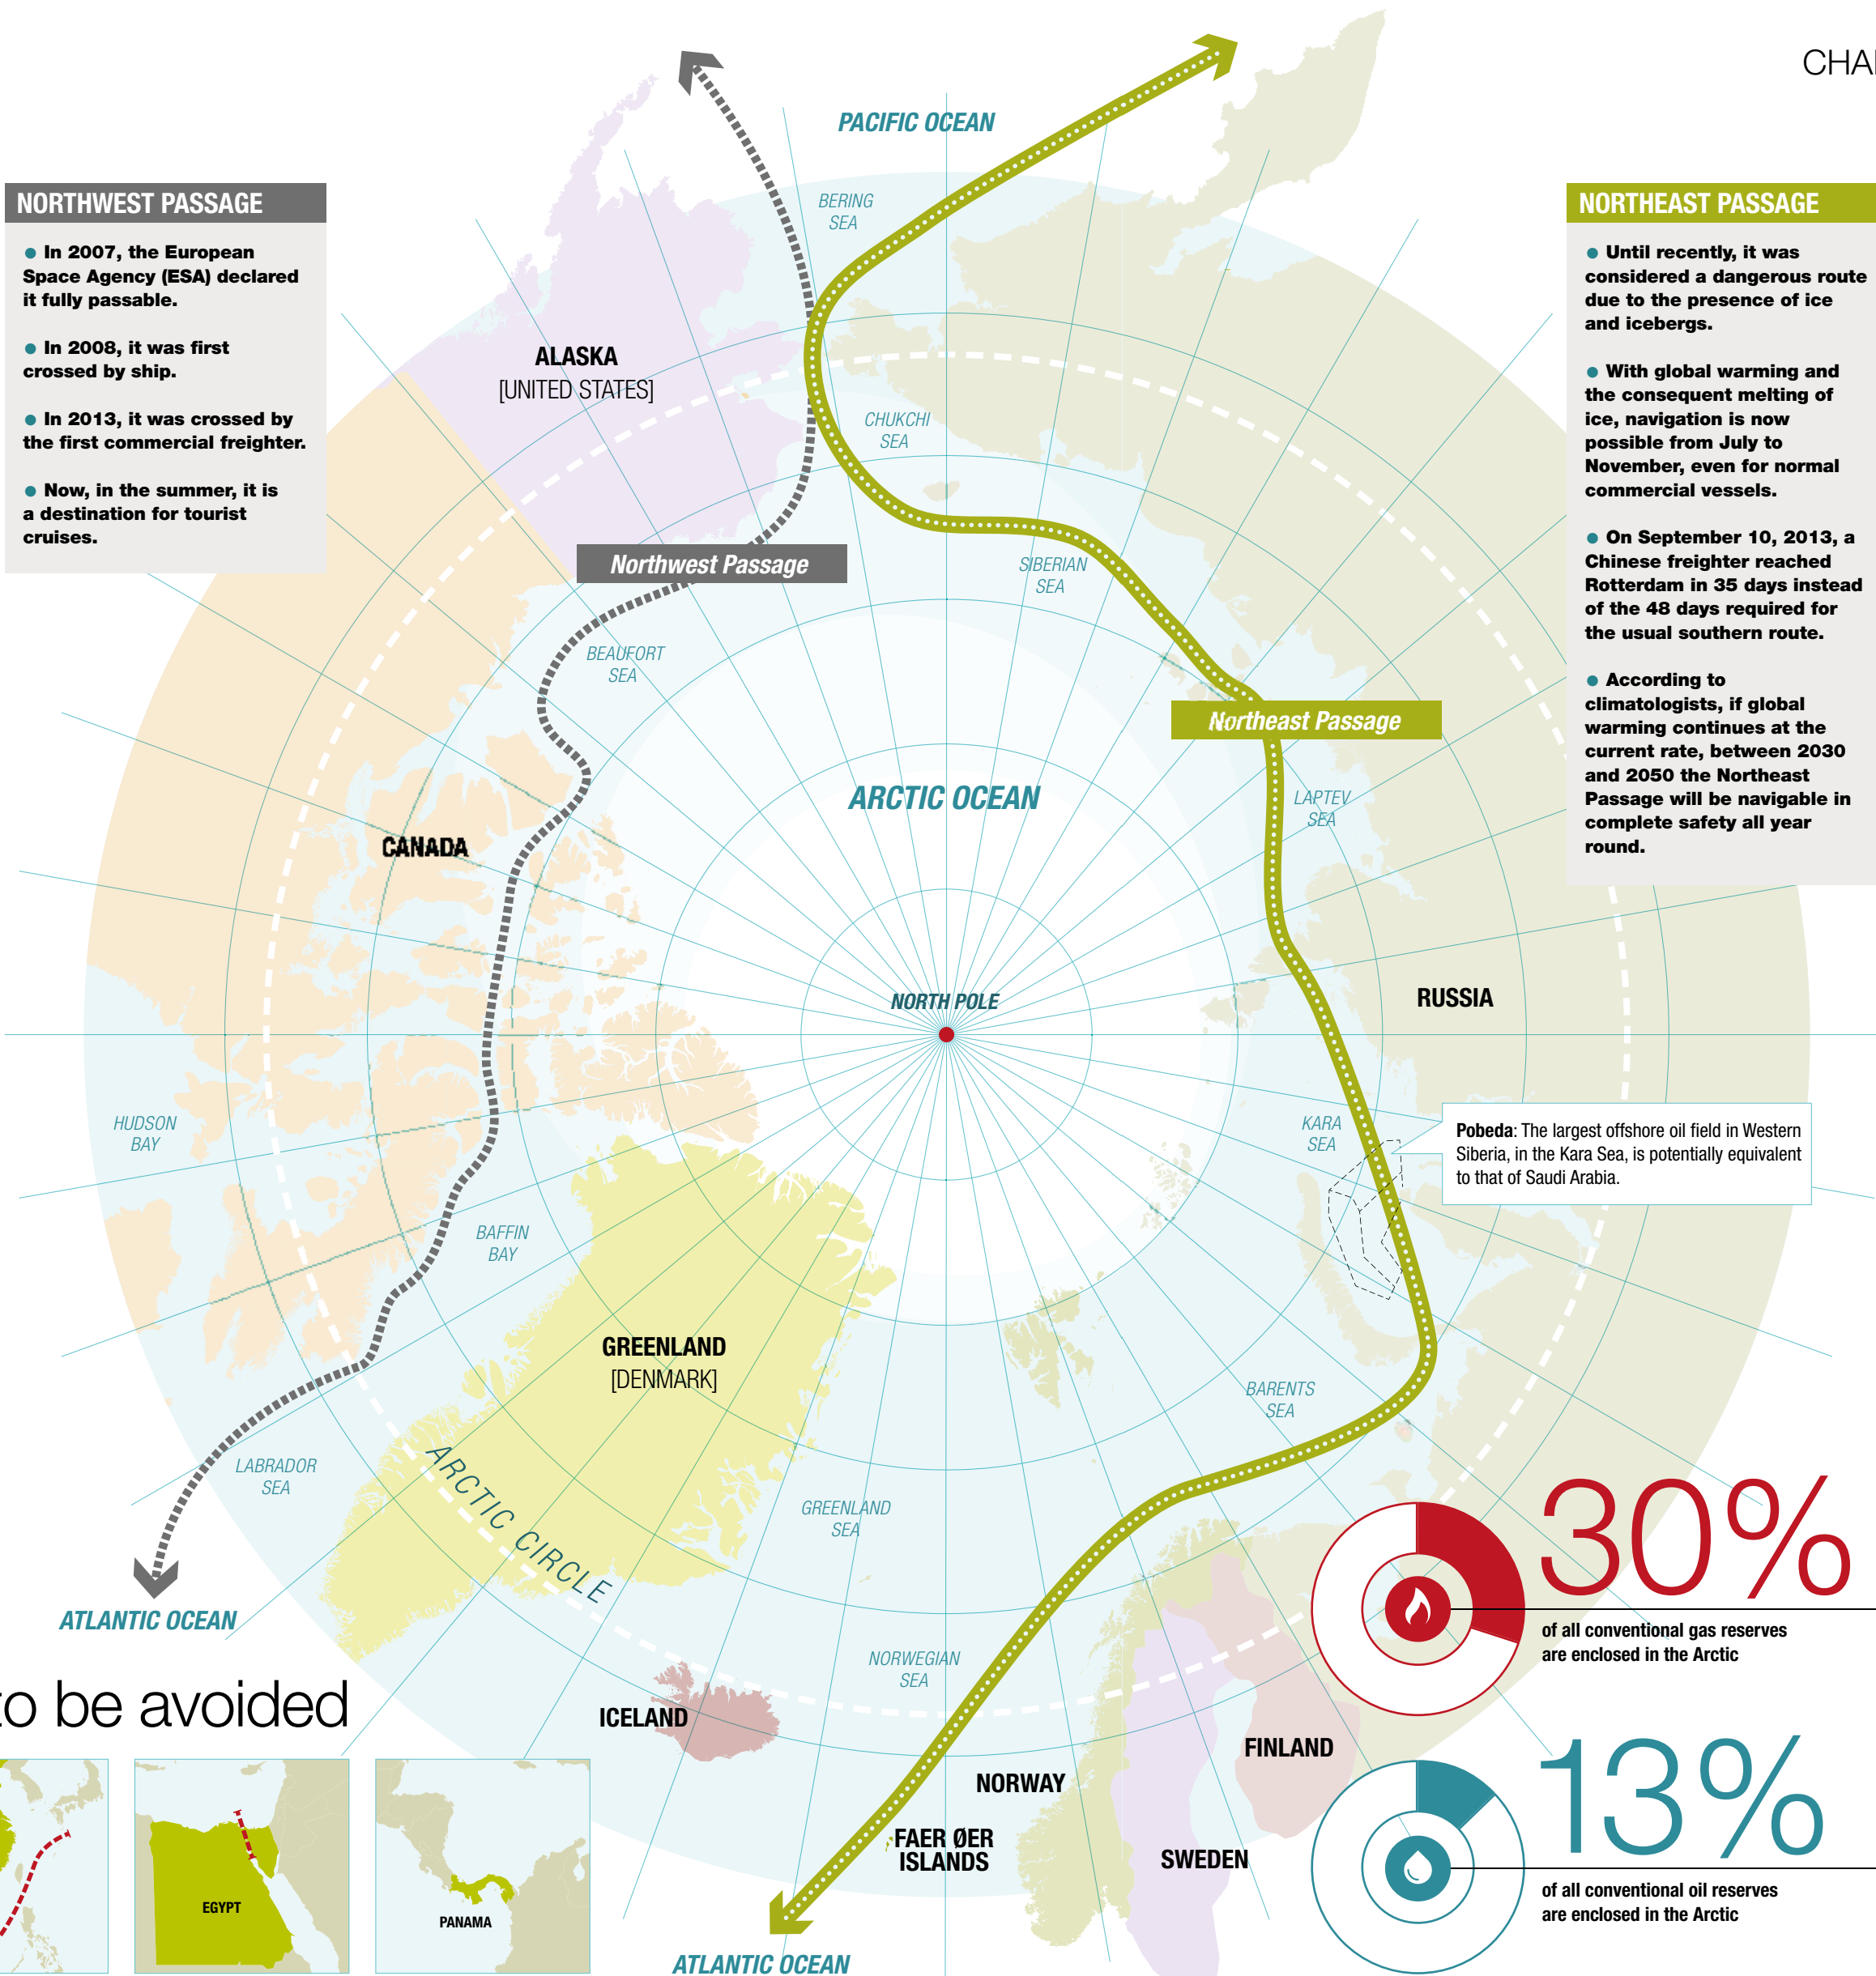 CHA
PACIFIC OCEAN
NORTHWEST PASSAGE
● In 2007, the European
Space Agency (ESA) declared
it fully passable.
● In 2008, it was first
crossed by ship.
● In 2013, it was crossed by
the first commercial freighter.
● Now, in the summer, it is
a destination for tourist
cruises.
NORTHEAST PASSAGE
● Until recently, it was
considered a dangerous route
due to the presence of ice
and icebergs.
● With global warming and
the consequent melting of
ice, navigation is now
possible from July to
November, even for normal
commercial vessels.
● On September 10, 2013, a
Chinese freighter reached
Rotterdam in 35 days instead
of the 48 days required for
the usual southern route.
● According to
climatologists, if global
warming continues at the
current rate, between 2030
and 2050 the Northeast
Passage will be navigable in
complete safety all year
round.
BERING
SEA
ALASKA
[UNITED STATES]
CHUKCHI
SEA
Northwest Passage
SIBERIAN
SEA
BEAUFORT
SEA
Northeast Passage
ARCTIC OCEAN
LAPTEV
SEA
CANADA
NORTH POLE
RUSSIA
HUDSON
BAY
KARA
SEA
Pobeda: The largest offshore oil field in Western
Siberia, in the Kara Sea, is potentially equivalent
to that of Saudi Arabia.
BAFFIN
BAY
GREENLAND
[DENMARK]
BARENTS
SEA
LABRADOR
SEA
ARCTIC CIRCLE
GREENLAND
SEA
30%
of all conventional gas reserves
are enclosed in the Arctic
ATLANTIC OCEAN
NORWEGIAN
SEA
to be avoided
ICELAND
FINLAND
NORWAY
FAER ØER
ISLANDS
SWEDEN
13%
of all conventional oil reserves
are enclosed in the Arctic
EGYPT
PANAMA
ATLANTIC OCEAN